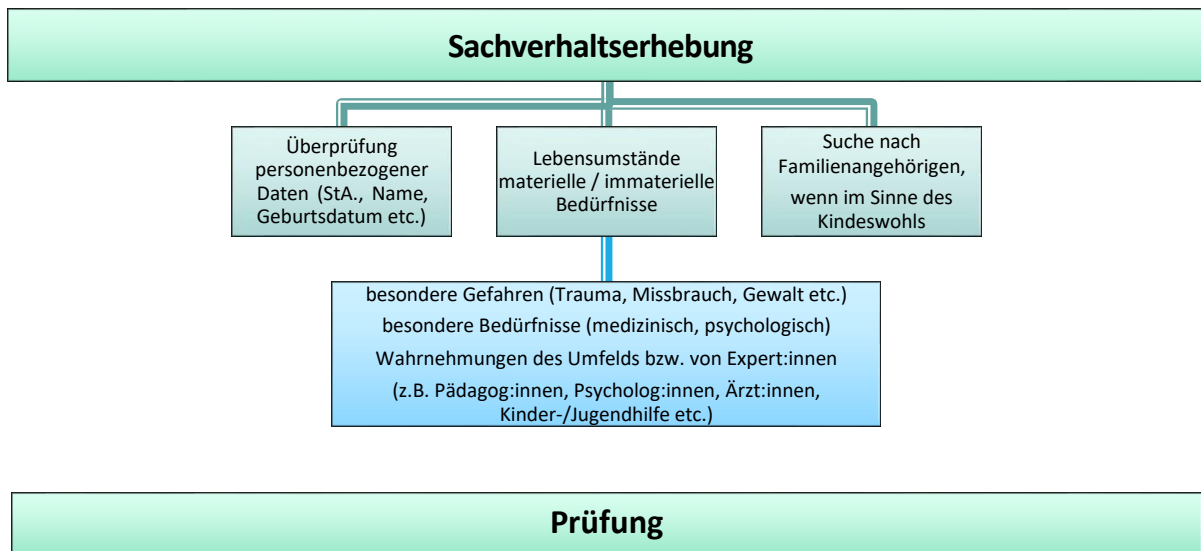 Sachverhaltserhebung
Überprüfung
personenbezogener
Daten (StA., Name,
Geburtsdatum etc.)
Lebensumstände
materielle / immaterielle
Bedürfnisse
Suche nach
Familienangehörigen,
wenn im Sinne des
Kindeswohls
besondere Gefahren (Trauma, Missbrauch, Gewalt etc.)
besondere Bedürfnisse (medizinisch, psychologisch)
Wahrnehmungen des Umfelds bzw. von Expert:innen
(z.B. Pädagog:innen, Psycholog:innen, Ärzt:innen,
Kinder-/Jugendhilfe etc.)
Prüfung